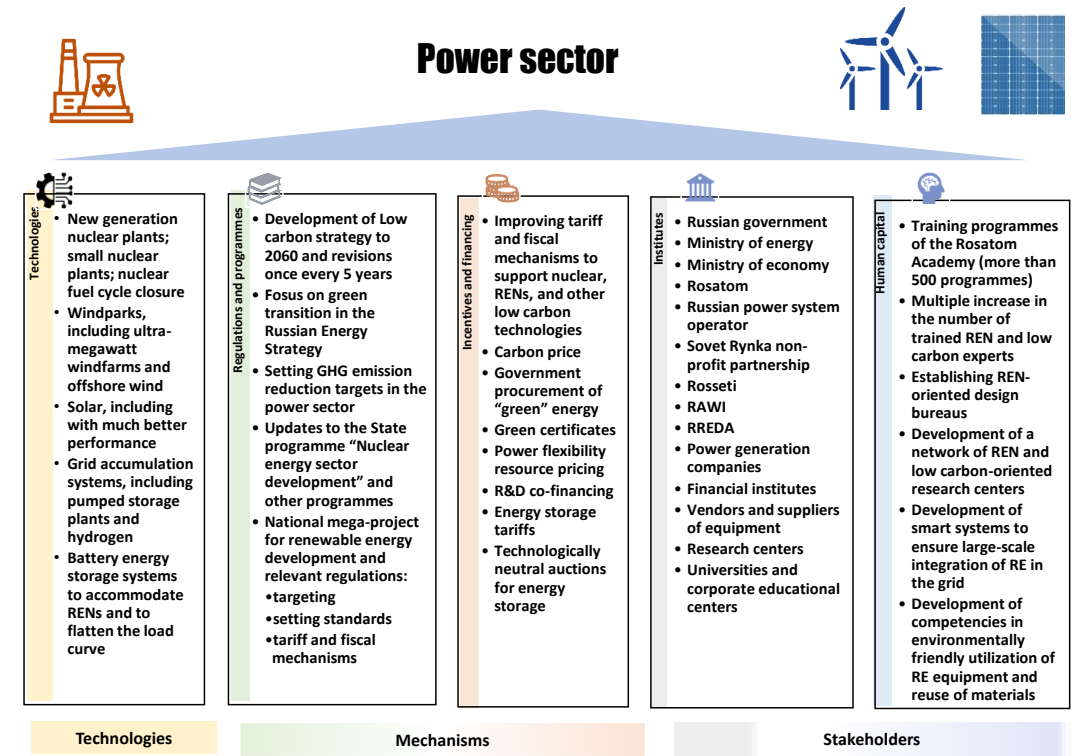 Power sector
Technologies
• New generation
nuclear plants;
small nuclear
plants; nuclear
fuel cycle closure
• Windparks,
including ultra-
megawatt
windfarms and
offshore wind
• Solar, including
with much better
performance
• Grid accumulation
systems, including
pumped storage
plants and
hydrogen
• Battery energy
storage systems
to accommodate
RENs and to
flatten the load
curve
Regulations and programmes
• Development of Low
carbon strategy to
2060 and revisions
once every 5 years
• Focus on green
transition in the
Russian Energy
Strategy
• Setting GHG emission
reduction targets in the
power sector
• Updates to the State
programme “Nuclear
energy sector
development” and
other programmes
• National mega-project
for renewable energy
development and
relevant regulations:
•targeting
•setting standards
•tariff and fiscal
mechanisms
Incentives and financing
• Improving tariff
and fiscal
mechanisms to
support nuclear,
RENs, and other
low carbon
technologies
• Carbon price
• Government
procurement of
“green” energy
• Green certificates
• Power flexibility
resource pricing
• R&D co-financing
• Energy storage
tariffs
• Technologically
neutral auctions
for energy
storage
Institutes
• Russian government
• Ministry of energy
• Ministry of economy
• Rosatom
• Russian power system
operator
• Sovet Rynka non-
profit partnership
• Rosseti
• RAWI
• RREDA
• Power generation
companies
• Financial institutes
• Vendors and suppliers
of equipment
• Research centers
• Universities and
corporate educational
centers
Human capital
• Training programmes
of the Rosatom
Academy (more than
500 programmes)
• Multiple increase in
the number of
trained REN and low
carbon experts
• Establishing REN-
oriented design
bureaus
• Development of a
network of REN and
low carbon-oriented
research centers
• Development of
smart systems to
ensure large-scale
integration of RE in
the grid
• Development of
competencies in
environmentally
friendly utilization of
RE equipment and
reuse of materials
Technologies
Mechanisms
Stakeholders